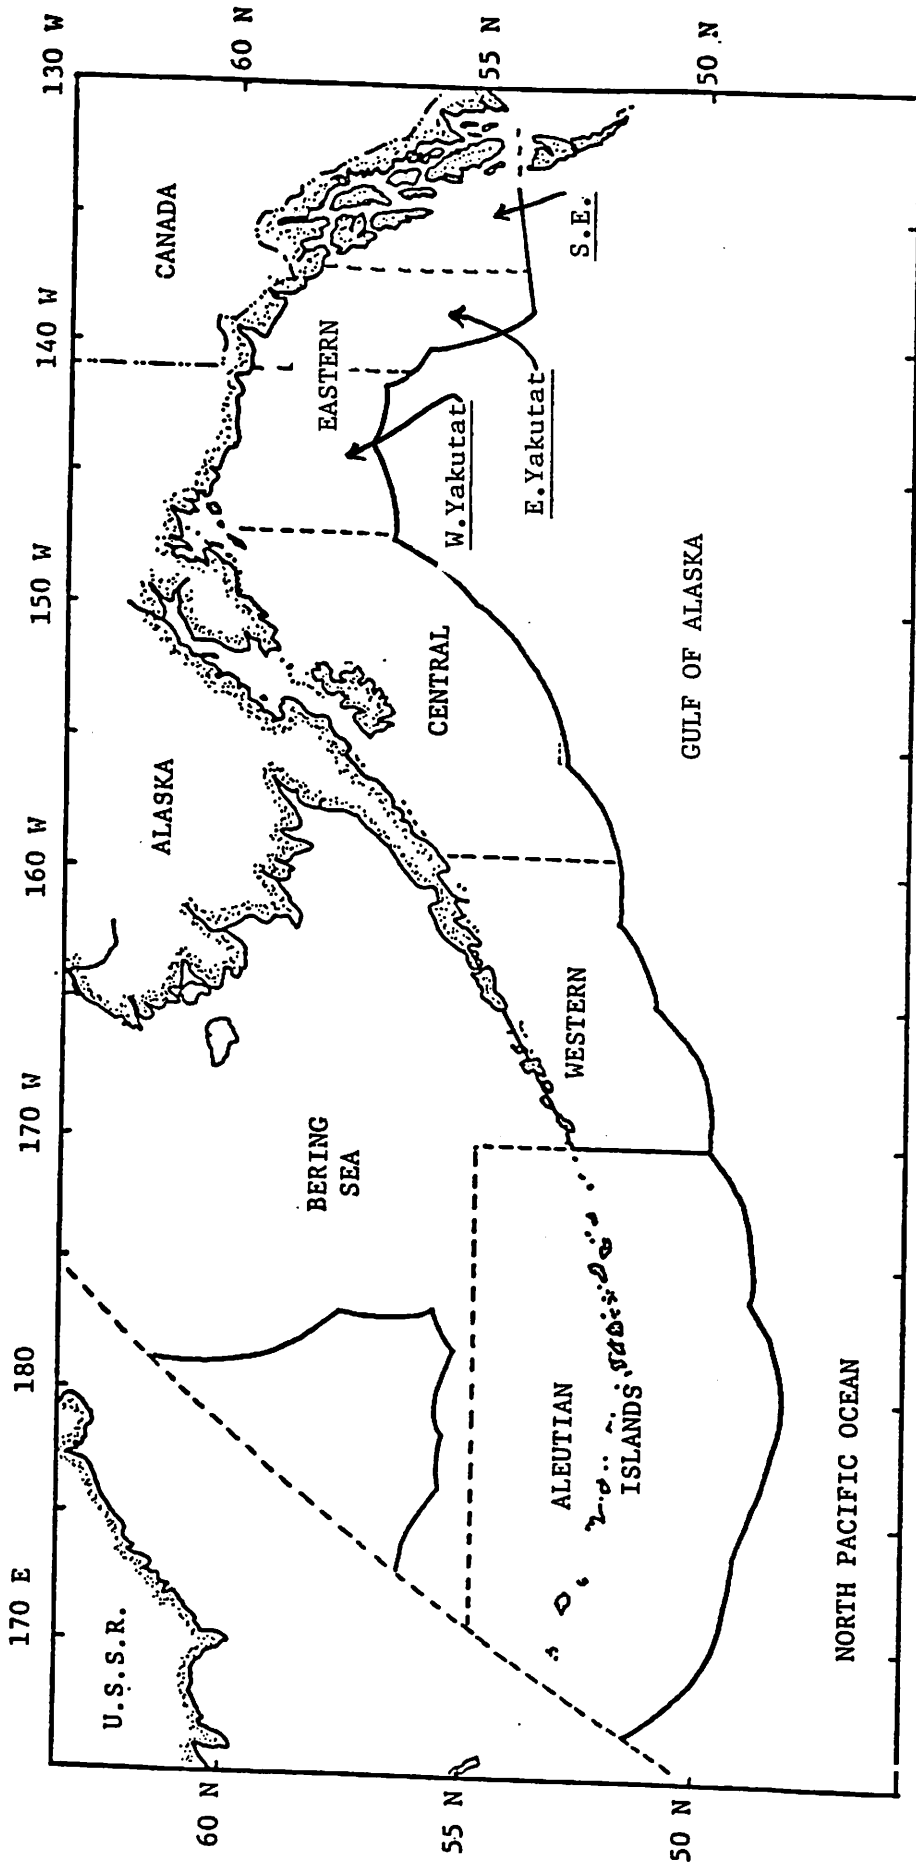 170 E
180
170 W
160 W
150 W
140 W
130 W
U.S.S.R.
ALASKA
CANADA
60 N
60 N
BERING
SEA
EASTERN
CENTRAL
W.Yakutat
E.Yakutat
S.E.
55 N
55 N
ALEUTIAN
ISLANDS
WESTERN
GULF OF ALASKA
50 N
50 N
NORTH PACIFIC OCEAN